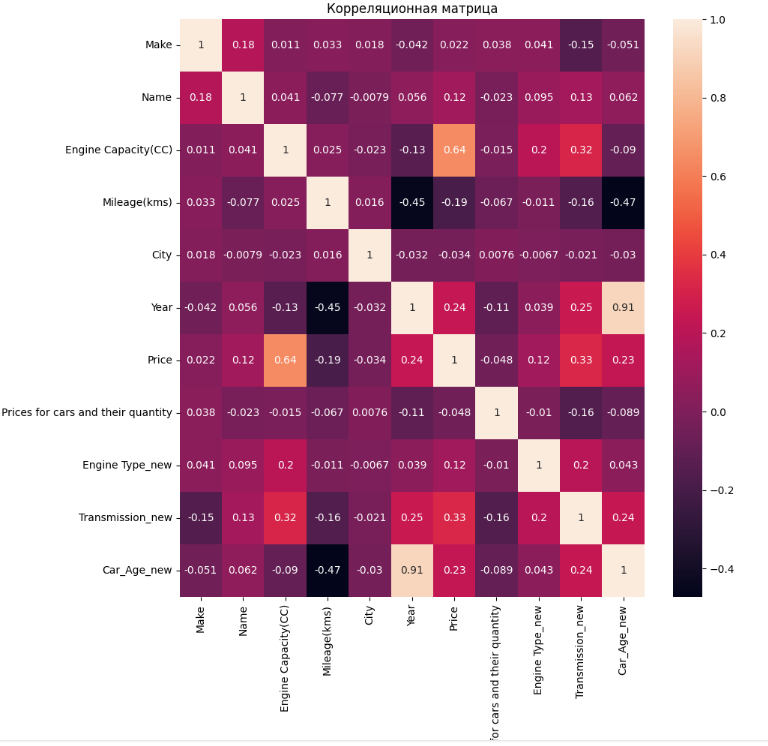 Корреляционная матрица
Make 1 0.18 0.011 0.033 0.018 -0.042 0.022 0.038 0.041 -0.15 -0.051
Name 0.18 1 0.041 -0.077 -0.0079 0.056 0.12 -0.023 0.095 0.13 0.062
Engine Capacity(CC) 0.011 0.041 1 0.025 -0.023 -0.13 0.64 -0.015 0.2 0.32 -0.09
Mileage(kms) 0.033 -0.077 0.025 1 0.016 -0.45 -0.19 -0.067 -0.011 -0.16 -0.47
City 0.018 -0.0079 -0.023 0.016 1 -0.032 -0.034 0.0076 -0.0067 -0.021 -0.03
Year -0.042 0.056 -0.13 -0.45 -0.032 1 0.24 -0.11 0.039 0.25 0.91
Price 0.022 0.12 0.64 -0.19 -0.034 0.24 1 -0.048 0.12 0.33 0.23
Prices for cars and their quantity 0.038 -0.023 -0.015 -0.067 0.0076 -0.11 -0.048 1 -0.01 -0.16 -0.089
Engine Type_new 0.041 0.095 0.2 -0.011 -0.0067 0.039 0.12 -0.01 1 0.2 0.043
Transmission_new -0.15 0.13 0.32 -0.16 -0.021 0.25 0.33 -0.16 0.2 1 0.24
Car_Age_new -0.051 0.062 -0.09 -0.47 -0.03 0.91 0.23 -0.089 0.043 0.24 1
Make
Name
Engine Capacity(CC)
Mileage(kms)
City
Year
Price
for cars and their quantity
Engine Type_new
Transmission_new
Car_Age_new
1.0
0.8
0.6
0.4
0.2
0.0
−0.2
−0.4